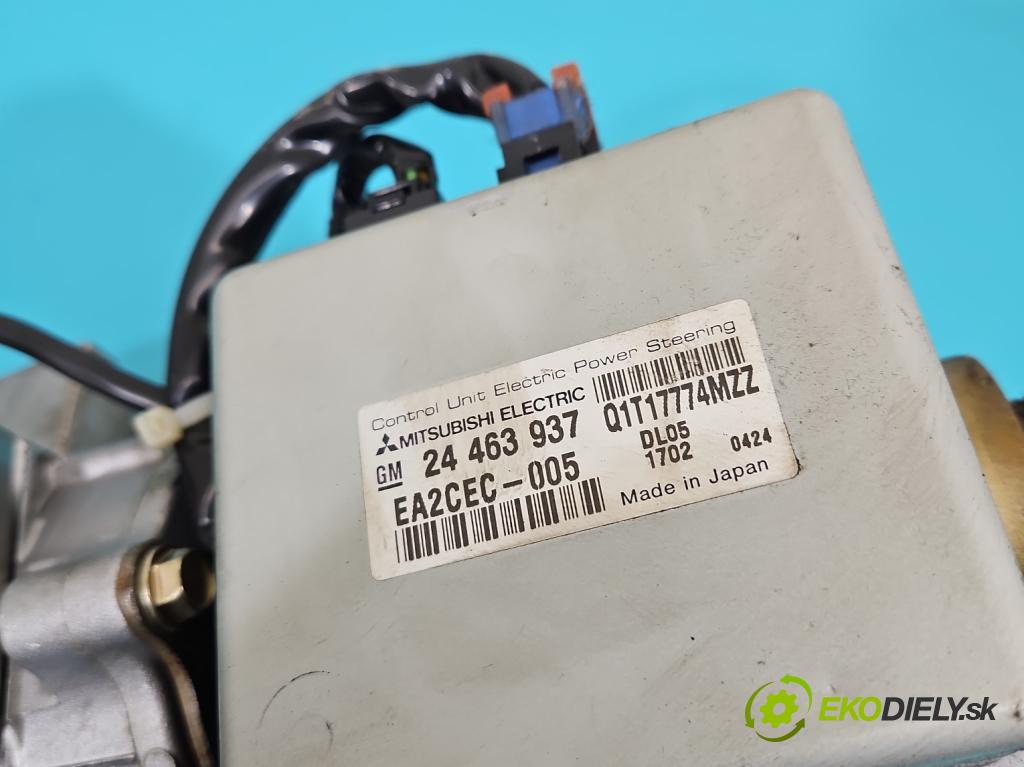 Control Unit Electric Power Steering
MITSUBISHI ELECTRIC
GM 24 463 937 Q1T17774MZZ
EA2CEC-005
DL05
1702 0424
Made in Japan
EKODIELY.sk